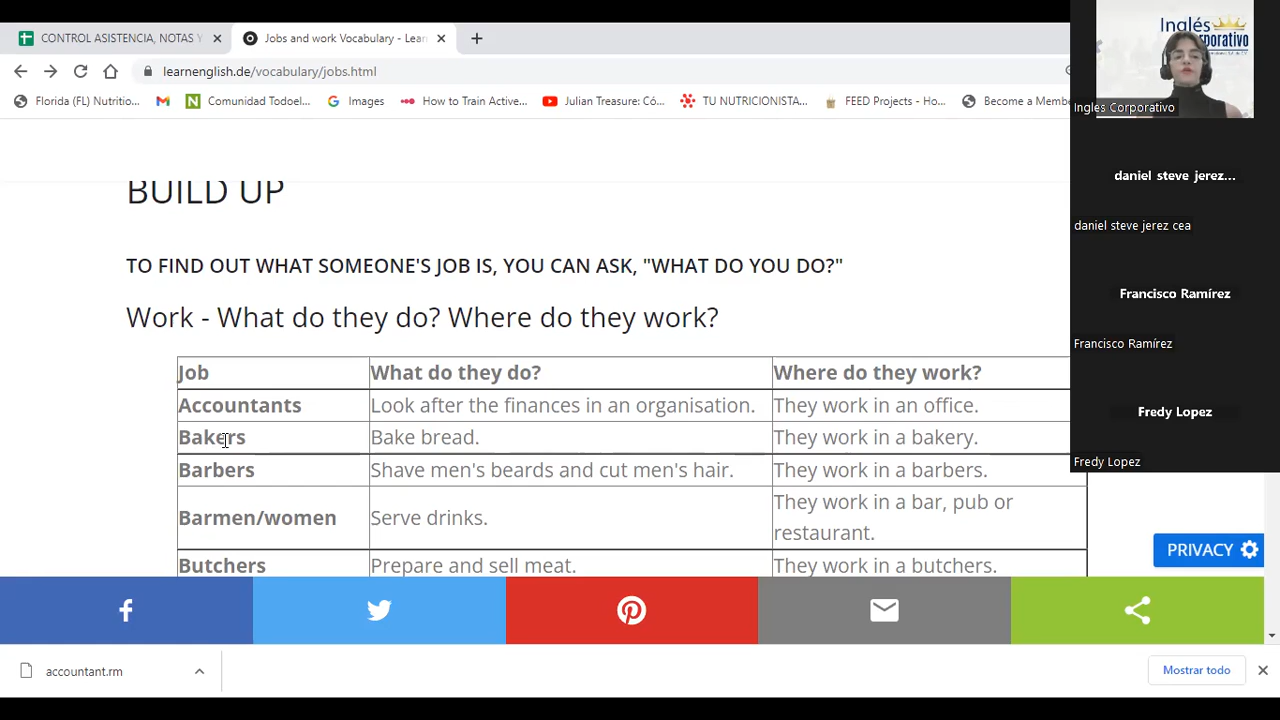 CONTROL ASISTENCIA, NOTAS Y
Jobs and work Vocabulary - Lear
learnenglish.de/vocabulary/jobs.html
Florida (FL) Nutritio...
Comunidad Todoel...
Images
How to Train Active...
Julian Treasure: Có...
TU NUTRICIONISTA...
FEED Projects - Ho...
Become a Membe
Inglés
Corporativo
Ingles Corporativo
daniel steve jerez...
daniel steve jerez cea
Francisco Ramírez
Francisco Ramírez
Fredy Lopez
Fredy Lopez
BUILD UP
TO FIND OUT WHAT SOMEONE'S JOB IS, YOU CAN ASK, "WHAT DO YOU DO?"
Work - What do they do? Where do they work?
Job What do they do? Where do they work?
Accountants Look after the finances in an organisation. They work in an office.
Bakers Bake bread. They work in a bakery.
Barbers Shave men's beards and cut men's hair. They work in a barbers.
Barmen/women Serve drinks. They work in a bar, pub or
restaurant.
Butchers Prepare and sell meat. They work in a butchers.
PRIVACY
accountant.rm
Mostrar todo